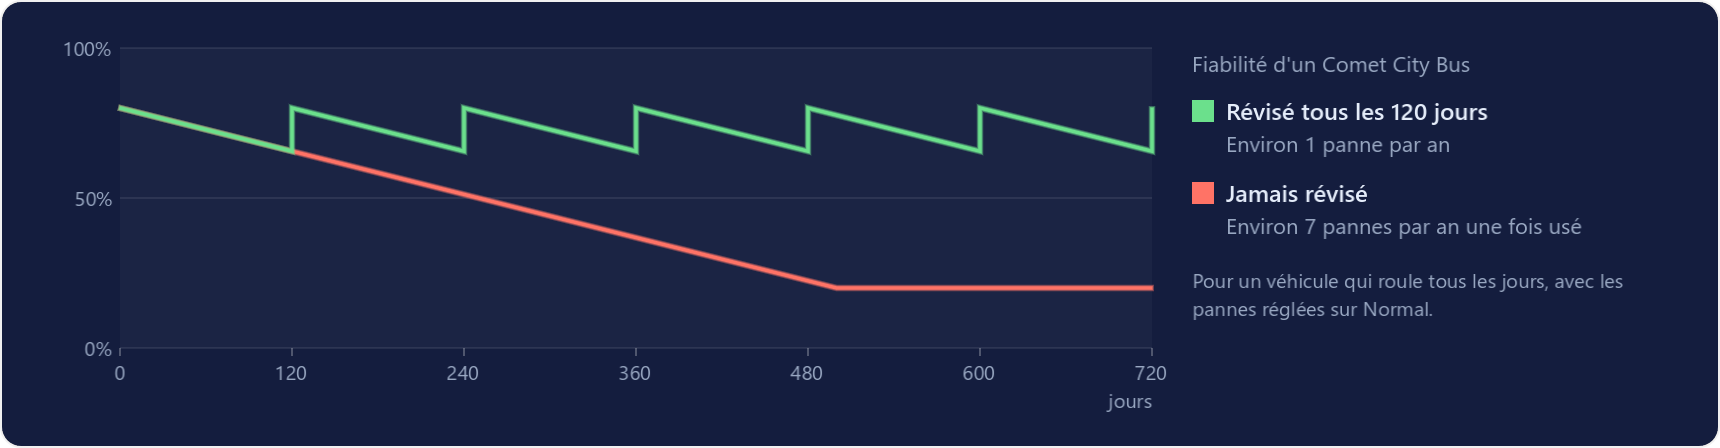 100%
50%
0%
0 120 240 360 480 600 720
jours
Fiabilité d'un Comet City Bus
Révisé tous les 120 jours
Environ 1 panne par an
Jamais révisé
Environ 7 pannes par an une fois usé
Pour un véhicule qui roule tous les jours, avec les
pannes réglées sur Normal.